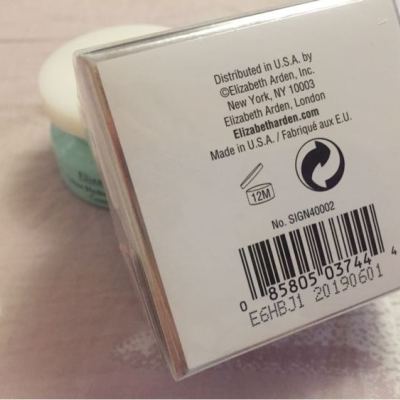 Distributed in U.S.A. by
©Elizabeth Arden, Inc.
New York, NY 10003
Elizabeth Arden, London
Elizabetharden.com
Made in U.S.A. / Fabriqué aux E.U.
12M
No. SIGN40002
0 85805 03744 4
E6HBJ1 20190601